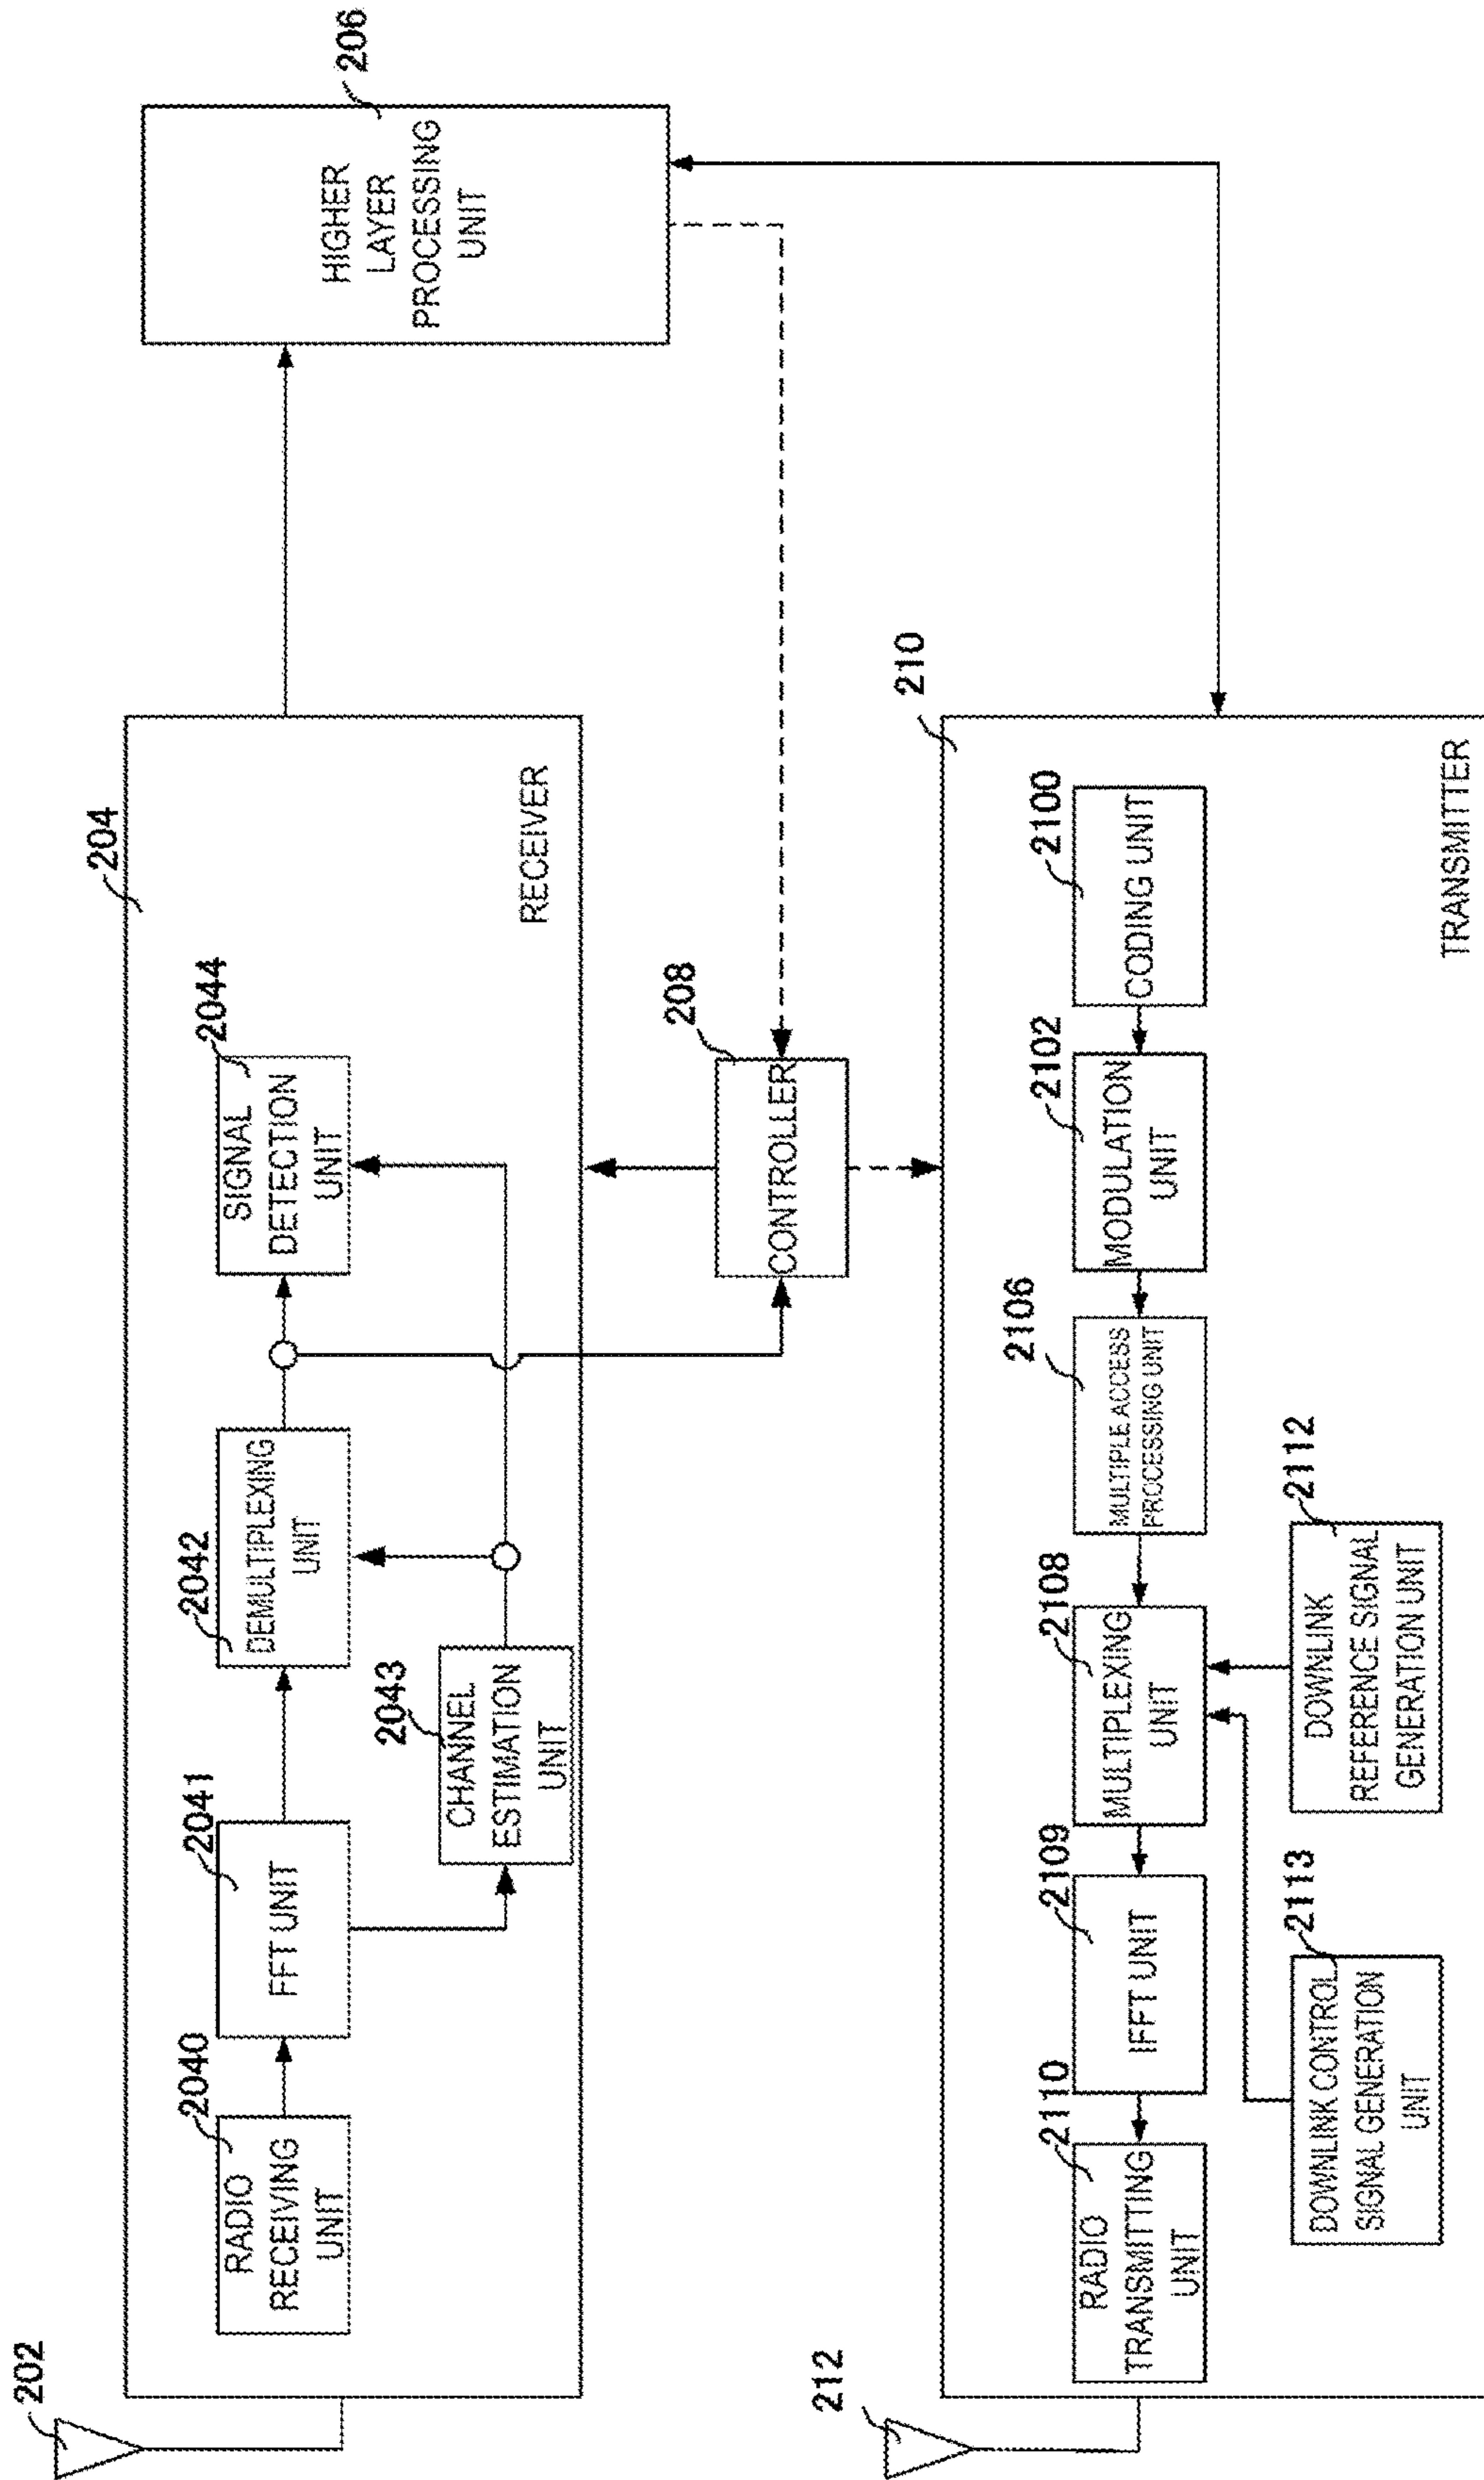 202
204
2040
RADIO
RECEIVING
UNIT
2041
FFT UNIT
2042
DEMULTIPLEXING
UNIT
2043
CHANNEL
ESTIMATION
UNIT
2044
SIGNAL
DETECTION
UNIT
RECEIVER
206
HIGHER
LAYER
PROCESSING
UNIT
208
CONTROLLER
212
210
2110
RADIO
TRANSMITTING
UNIT
2109
IFFT UNIT
2108
MULTIPLEXING
UNIT
2106
MULTIPLE ACCESS
PROCESSING UNIT
2102
MODULATION
UNIT
2100
CODING UNIT
2113
DOWNLINK CONTROL
SIGNAL GENERATION
UNIT
2112
DOWNLINK
REFERENCE SIGNAL
GENERATION UNIT
TRANSMITTER